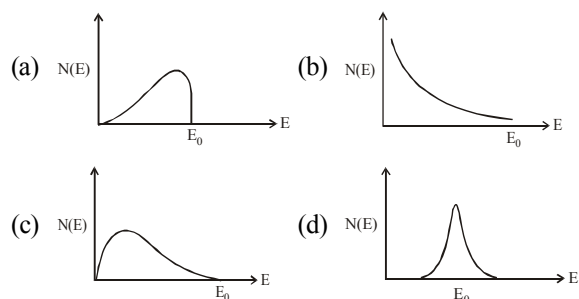 (a) N(E) E E₀
(b) N(E) E E₀
(c) N(E) E E₀
(d) N(E) E E₀